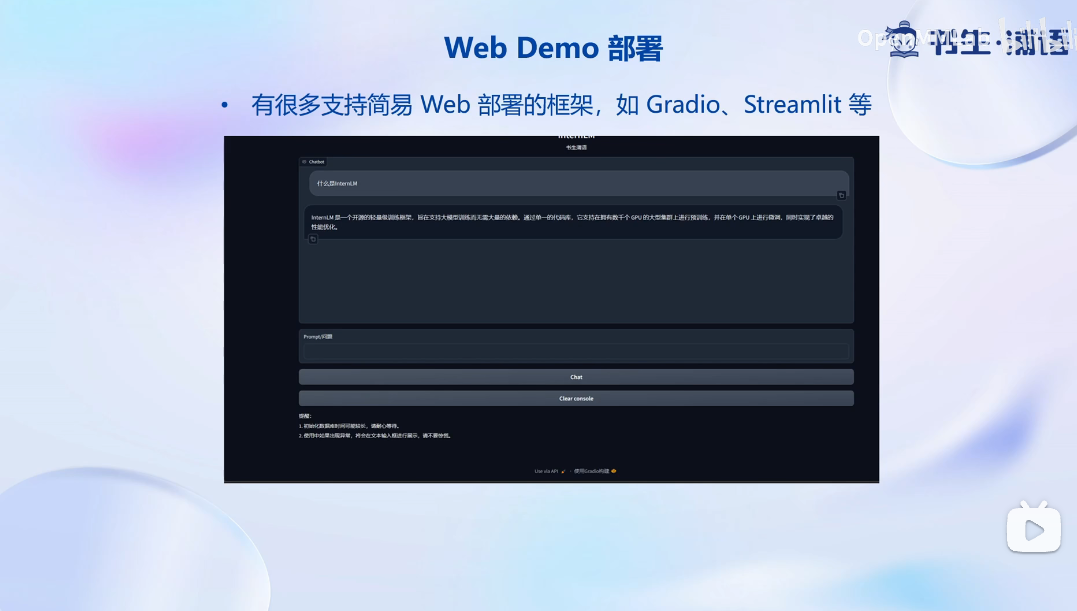 Web Demo 部署
书生·浦语
• 有很多支持简易 Web 部署的框架，如 Gradio、Streamlit 等
InternLM
书生浦语
Chatbot
什么是InternLM
InternLM 是一个开源的轻量级训练框架，旨在支持大模型训练而无需大量的依赖。通过单一的代码库，它支持在拥有数千个 GPU 的大型集群上进行预训练，并在单个 GPU 上进行微调，同时实现了卓越的
性能优化。
Prompt/问题
Chat
Clear console
提醒：
1. 初始化数据库时间可能较长，请耐心等待。
2. 使用中如果出现异常，将会在文本输入框进行展示，请不要惊慌。
Use via API · 使用Gradio构建